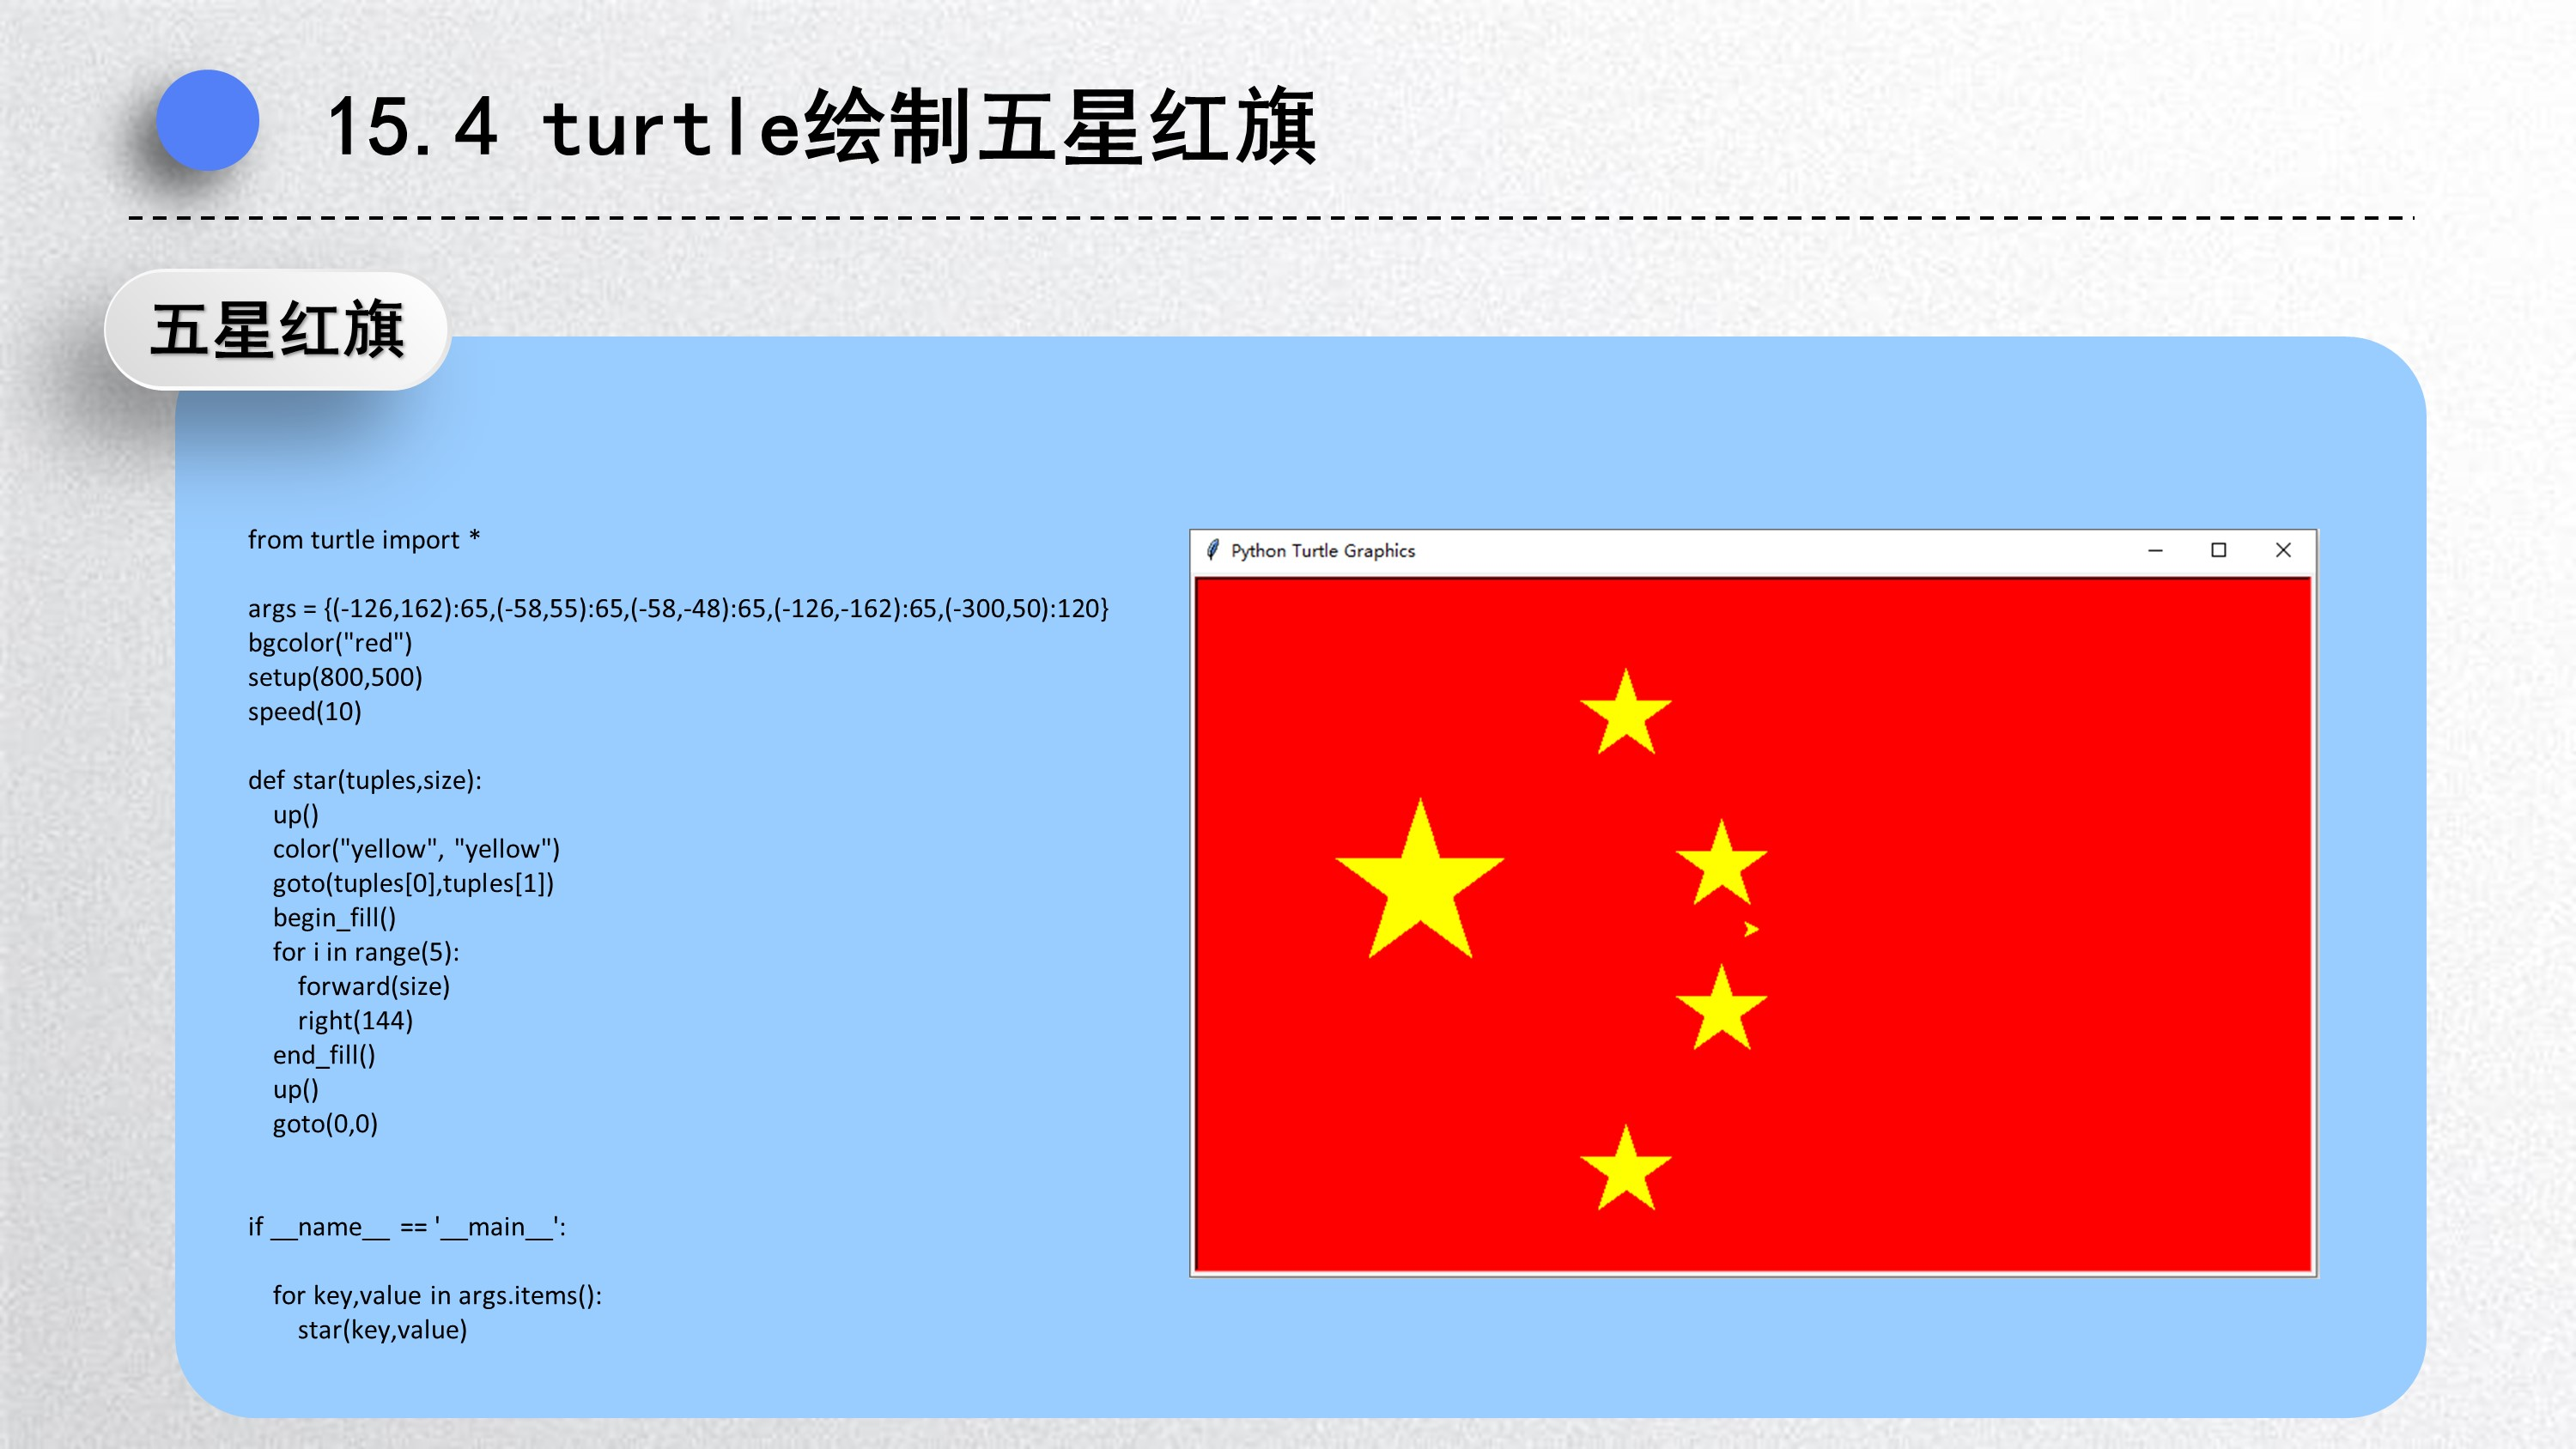 15.4 turtle绘制五星红旗
五星红旗
from turtle import *
args = {(-126,162):65,(-58,55):65,(-58,-48):65,(-126,-162):65,(-300,50):120}
bgcolor("red")
setup(800,500)
speed(10)
def star(tuples,size):
    up()
    color("yellow", "yellow")
    goto(tuples[0],tuples[1])
    begin_fill()
    for i in range(5):
        forward(size)
        right(144)
    end_fill()
    up()
    goto(0,0)
if __name__ == '__main__':
    for key,value in args.items():
        star(key,value)
Python Turtle Graphics